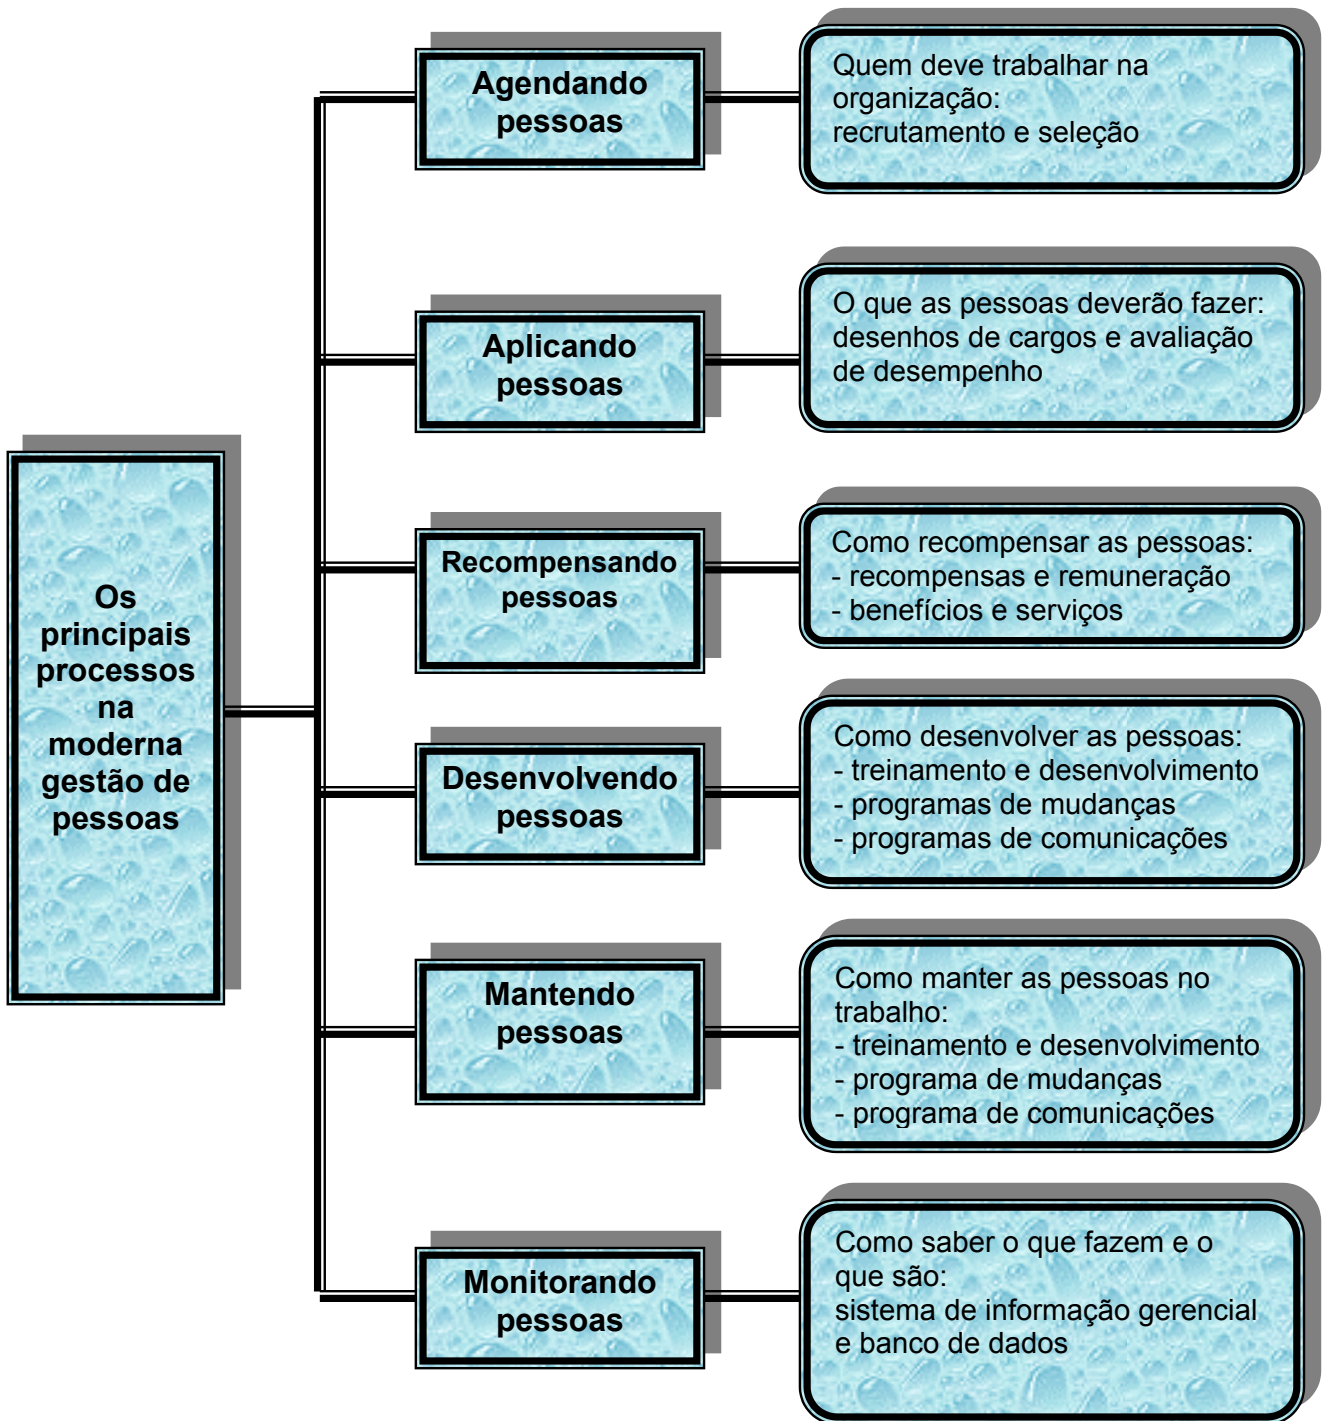 Os
principais
processos
na
moderna
gestão de
pessoas
Agendando
pessoas
Quem deve trabalhar na
organização:
recrutamento e seleção
Aplicando
pessoas
O que as pessoas deverão fazer:
desenhos de cargos e avaliação
de desempenho
Recompensando
pessoas
Como recompensar as pessoas:
- recompensas e remuneração
- benefícios e serviços
Desenvolvendo
pessoas
Como desenvolver as pessoas:
- treinamento e desenvolvimento
- programas de mudanças
- programas de comunicações
Mantendo
pessoas
Como manter as pessoas no
trabalho:
- treinamento e desenvolvimento
- programa de mudanças
- programa de comunicações
Monitorando
pessoas
Como saber o que fazem e o
que são:
sistema de informação gerencial
e banco de dados